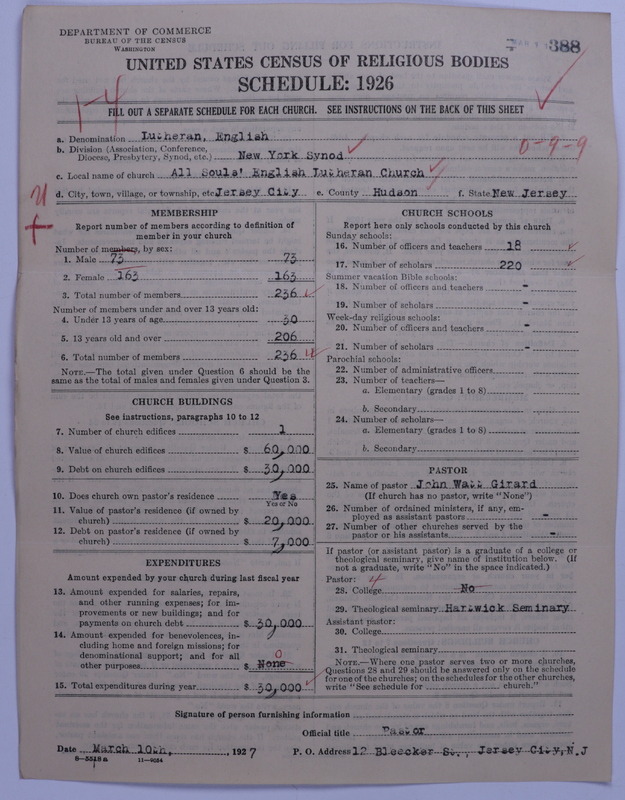 DEPARTMENT OF COMMERCE
BUREAU OF THE CENSUS
WASHINGTON
388
UNITED STATES CENSUS OF RELIGIOUS BODIES
SCHEDULE: 1926
1-4
FILL OUT A SEPARATE SCHEDULE FOR EACH CHURCH. SEE INSTRUCTIONS ON THE BACK OF THIS SHEET
a. Denomination Lutheran, English
b. Division (Association, Conference,
Diocese, Presbytery, Synod, etc.) New York Synod
0-9-9
c. Local name of church All Souls' English Lutheran Church
d. City, town, village, or township, etc Jersey City e. County Hudson f. State New Jersey
MEMBERSHIP
Report number of members according to definition of
member in your church
Number of members, by sex:
1. Male 73 73
2. Female 163 163
3. Total number of members 236
Number of members under and over 13 years old:
4. Under 13 years of age 30
5. 13 years old and over 206
6. Total number of members 236
NOTE.—The total given under Question 6 should be
same as the total of males and females given under Question 3.
CHURCH BUILDINGS
See instructions, paragraphs 10 to 12
7. Number of church edifices 1
8. Value of church edifices $ 60,000
9. Debt on church edifices $ 30,000
10. Does church own pastor's residence Yes
Yes or No
11. Value of pastor's residence (if owned by
church) $ 20,000
12. Debt on pastor's residence (if owned by
church) $ 7,000
EXPENDITURES
Amount expended by your church during last fiscal year
13. Amount expended for salaries, repairs,
and other running expenses; for im-
provements or new buildings; and for
payments on church debt $ 30,000
14. Amount expended for benevolences, in-
cluding home and foreign missions; for
denominational support; and for all
other purposes $ None 0
15. Total expenditures during year $ 30,000
CHURCH SCHOOLS
Report here only schools conducted by this church
Sunday schools:
16. Number of officers and teachers 18
17. Number of scholars 220
Summer vacation Bible schools:
18. Number of officers and teachers -
19. Number of scholars -
Week-day religious schools:
20. Number of officers and teachers -
21. Number of scholars -
Parochial schools:
22. Number of administrative officers
23. Number of teachers—
a. Elementary (grades 1 to 8)
b. Secondary
24. Number of scholars—
a. Elementary (grades 1 to 8)
b. Secondary
PASTOR
25. Name of pastor John Watt Girard
(If church has no pastor, write "None")
26. Number of ordained ministers, if any, em-
ployed as assistant pastors -
27. Number of other churches served by the
pastor or his assistants -
If pastor (or assistant pastor) is a graduate of a college or
theological seminary, give name of institution below. (If
not a graduate, write "No" in the space indicated.)
Pastor:
28. College No
29. Theological seminary Hartwick Seminary
Assistant pastor:
30. College
31. Theological seminary
NOTE.—Where one pastor serves two or more churches,
Questions 28 and 29 should be answered only on the schedule
for one of the churches; on the schedules for the other churches,
write "See schedule for church."
Signature of person furnishing information
Official title Pastor
Date March 10th, 1927 P. O. Address 12 Bleecker St., Jersey City, N.J
8-5518a 11-9054